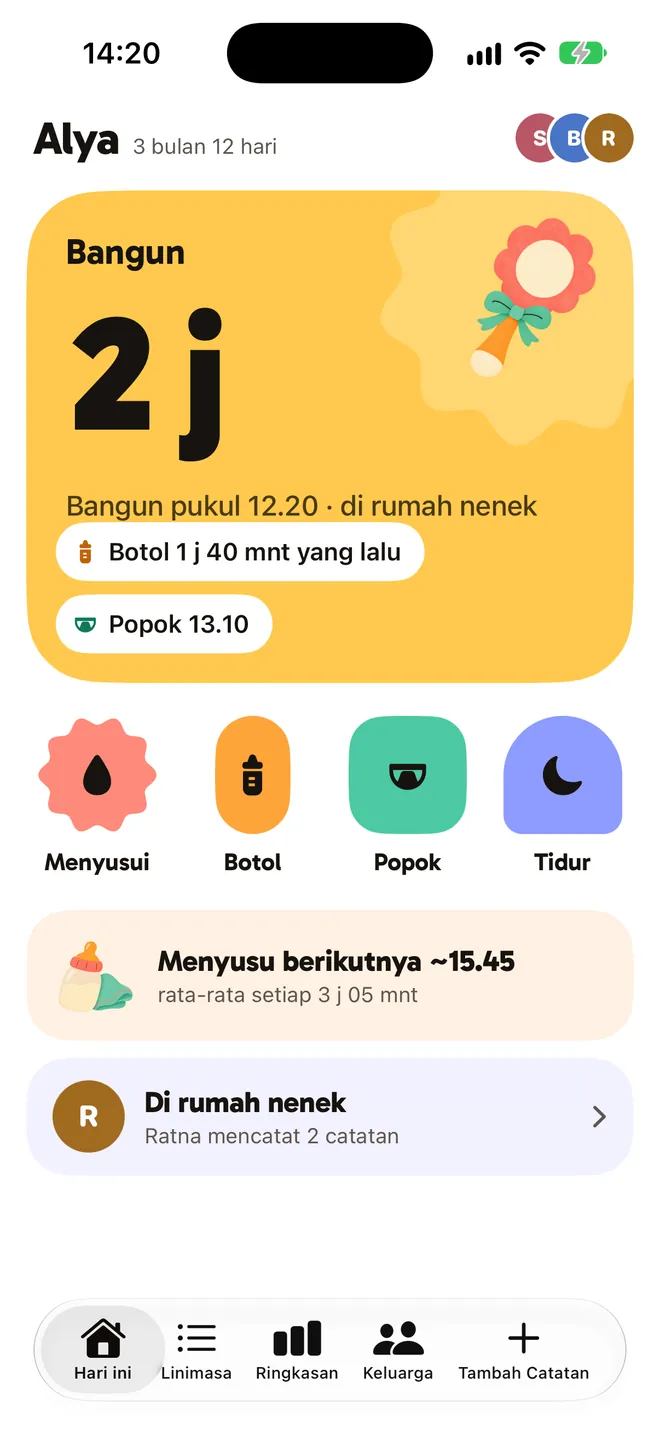 14:20
Alya 3 bulan 12 hari
S B R
Bangun
2 j
Bangun pukul 12.20 · di rumah nenek
Botol 1 j 40 mnt yang lalu
Popok 13.10
Menyusui Botol Popok Tidur
Menyusu berikutnya ~15.45
rata-rata setiap 3 j 05 mnt
R
Di rumah nenek
Ratna mencatat 2 catatan
Hari ini Linimasa Ringkasan Keluarga Tambah Catatan